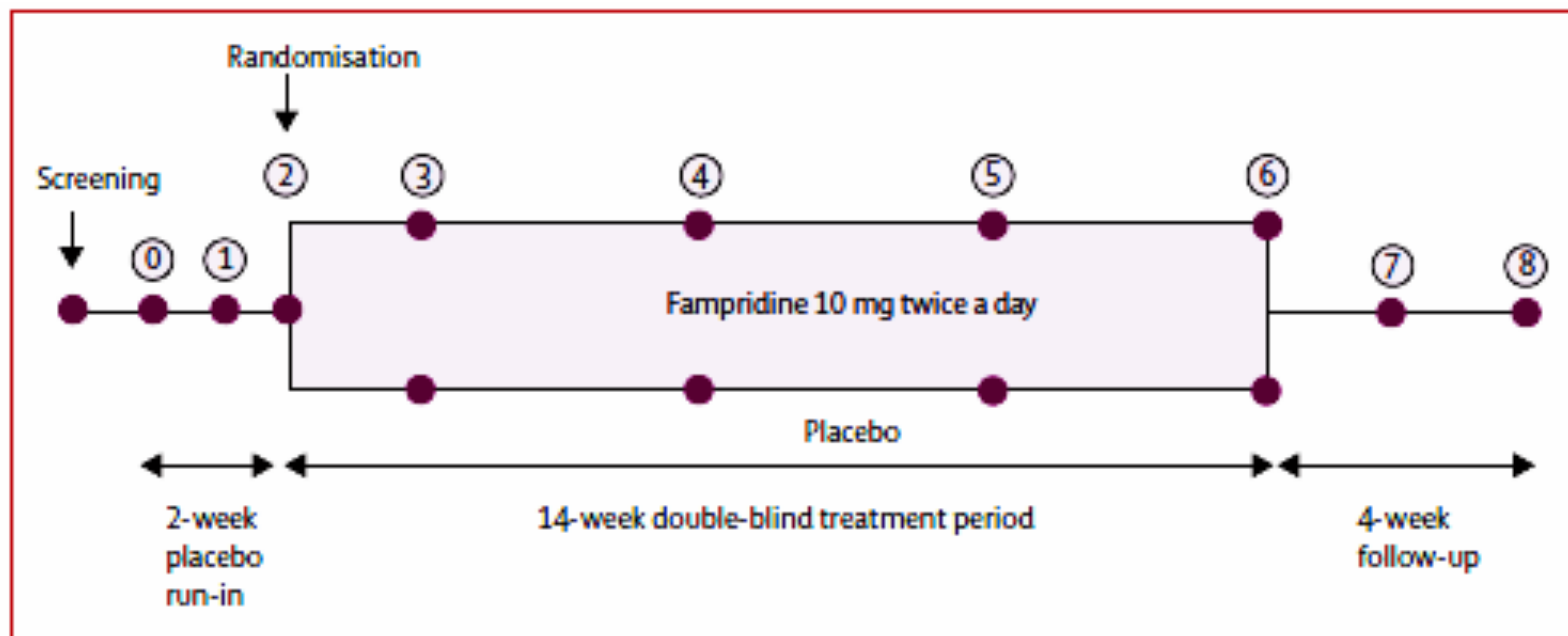 Randomisation
Screening
2
3
4
5
6
0
1
7
8
Fampridine 10 mg twice a day
Placebo
2-week
placebo
run-in
14-week double-blind treatment period
4-week
follow-up